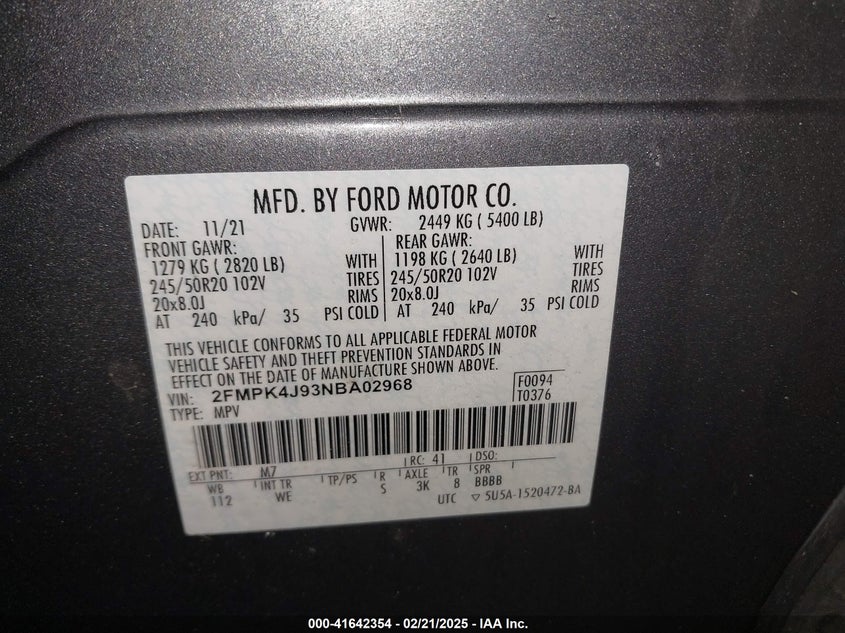 MFD. BY FORD MOTOR CO.
DATE: 11/21 GVWR: 2449 KG ( 5400 LB)
FRONT GAWR: REAR GAWR:
1279 KG ( 2820 LB) WITH 1198 KG ( 2640 LB) WITH
245/50R20 102V TIRES 245/50R20 102V TIRES
20x8.0J RIMS 20x8.0J RIMS
AT 240 kPa/ 35 PSI COLD AT 240 kPa/ 35 PSI COLD
THIS VEHICLE CONFORMS TO ALL APPLICABLE FEDERAL MOTOR
VEHICLE SAFETY AND THEFT PREVENTION STANDARDS IN
EFFECT ON THE DATE OF MANUFACTURE SHOWN ABOVE.
VIN: 2FMPK4J93NBA02968 F0094
TYPE: MPV T0376
EXT PNT: M7 RC: 41 DSO:
WB INT TR TP/PS R AXLE TR SPR
112 WE S 3K 8 BBBB
UTC ▽ 5U5A-1520472-BA
000-41642354 - 02/21/2025 - IAA Inc.